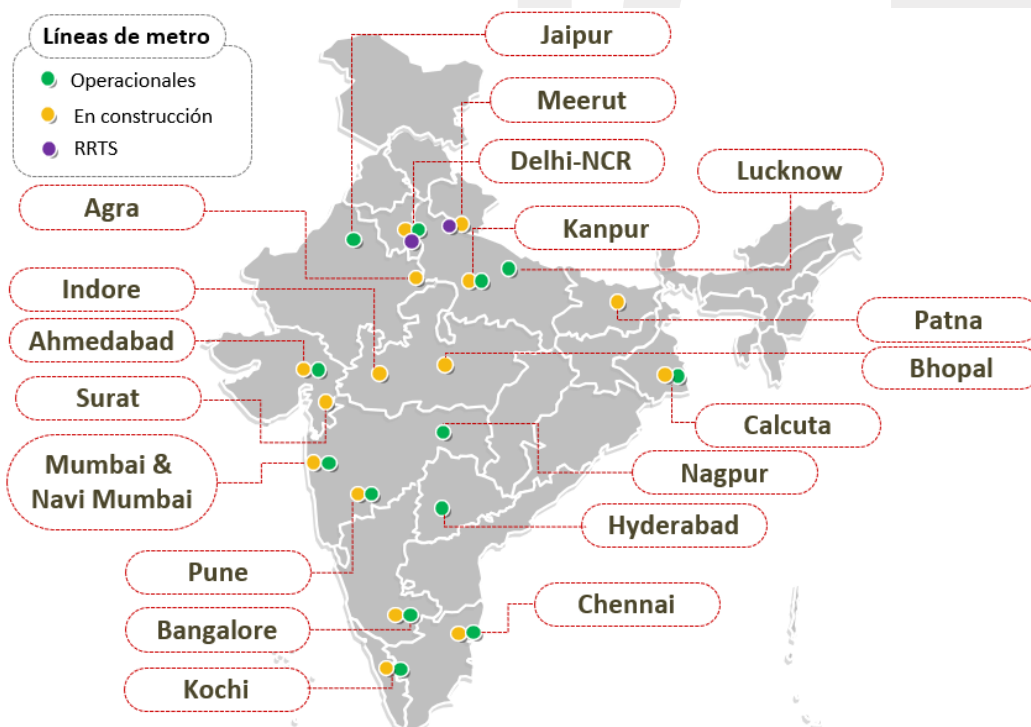 Líneas de metro
Operacionales
En construcción
RRTS
Jaipur
Meerut
Delhi-NCR
Lucknow
Agra
Kanpur
Indore
Patna
Ahmedabad
Bhopal
Surat
Calcuta
Mumbai &
Navi Mumbai
Nagpur
Hyderabad
Pune
Chennai
Bangalore
Kochi